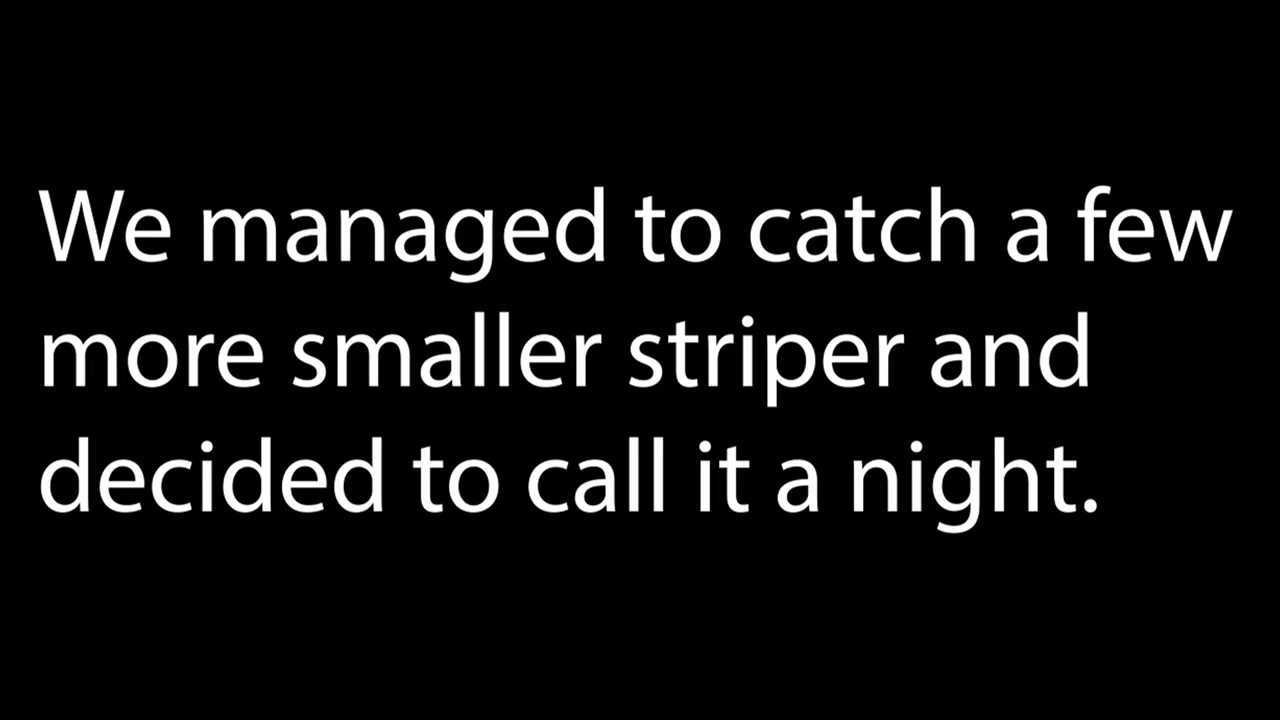 We managed to catch a few
more smaller striper and
decided to call it a night.